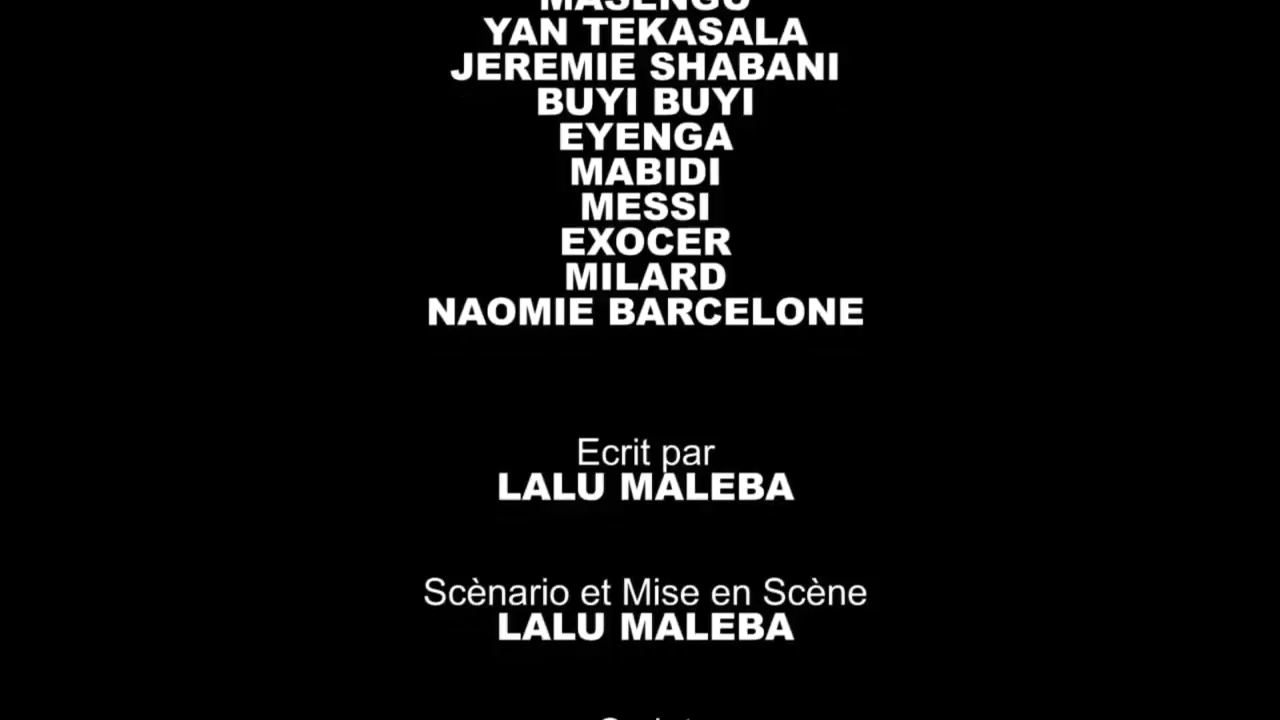 MASENGU
YAN TEKASALA
JEREMIE SHABANI
BUYI BUYI
EYENGA
MABIDI
MESSI
EXOCER
MILARD
NAOMIE BARCELONE
Ecrit par
LALU MALEBA
Scènario et Mise en Scène
LALU MALEBA